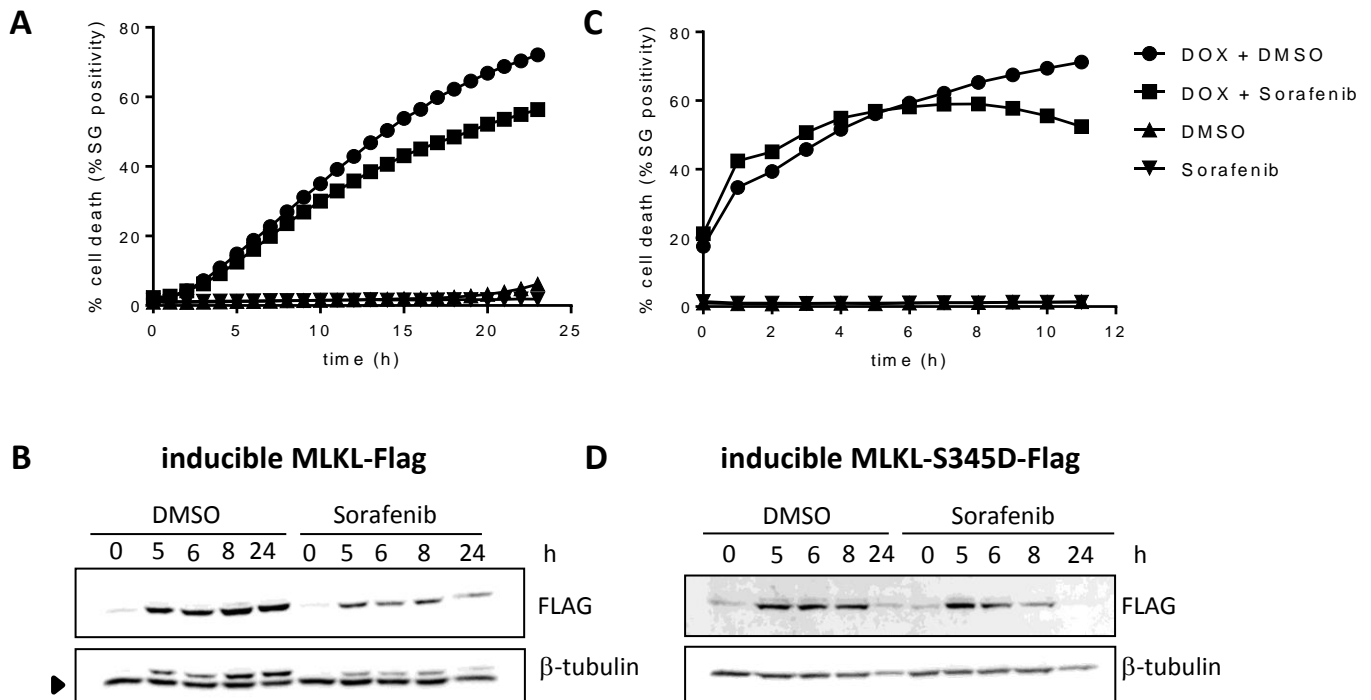 A
% cell death (%SG positivity)
80
60
40
20
0
0 5 10 15 20 25
time (h)
C
% cell death (%SG positivity)
80
60
40
20
0
0 2 4 6 8 10 12
time (h)
DOX + DMSO
DOX + Sorafenib
DMSO
Sorafenib
B
inducible MLKL-Flag
DMSO Sorafenib
0 5 6 8 24 0 5 6 8 24 h
FLAG
β-tubulin
D
inducible MLKL-S345D-Flag
DMSO Sorafenib
0 5 6 8 24 0 5 6 8 24 h
FLAG
β-tubulin